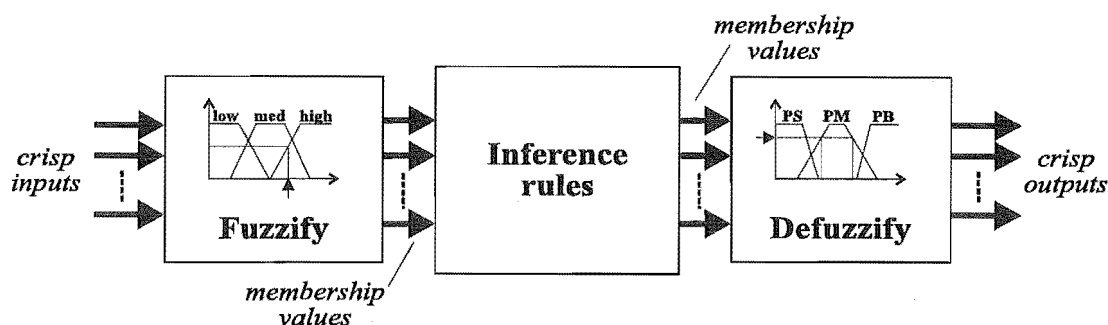 membership
values
low med high
PS PM PB
crisp
inputs
Inference
rules
crisp
outputs
Fuzzify
Defuzzify
membership
values